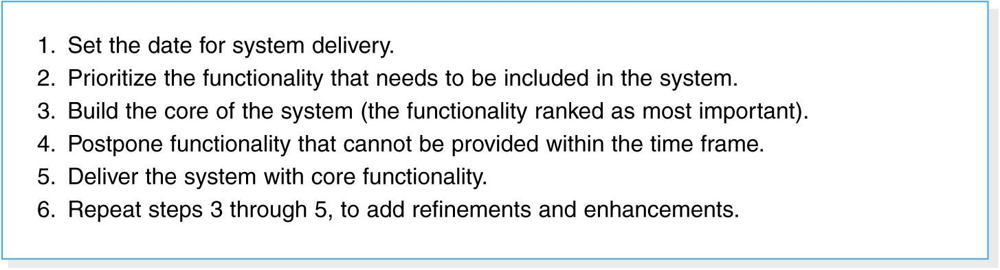 1. Set the date for system delivery.
2. Prioritize the functionality that needs to be included in the system.
3. Build the core of the system (the functionality ranked as most important).
4. Postpone functionality that cannot be provided within the time frame.
5. Deliver the system with core functionality.
6. Repeat steps 3 through 5, to add refinements and enhancements.